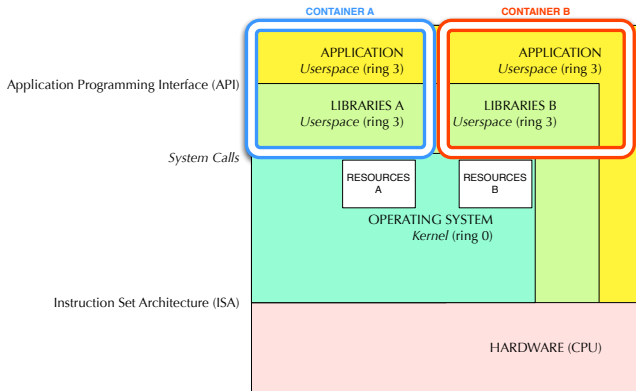 CONTAINER A
CONTAINER B
APPLICATION
Userspace (ring 3)
APPLICATION
Userspace (ring 3)
Application Programming Interface (API)
LIBRARIES A
Userspace (ring 3)
LIBRARIES B
Userspace (ring 3)
System Calls
RESOURCES
A
RESOURCES
B
OPERATING SYSTEM
Kernel (ring 0)
Instruction Set Architecture (ISA)
HARDWARE (CPU)